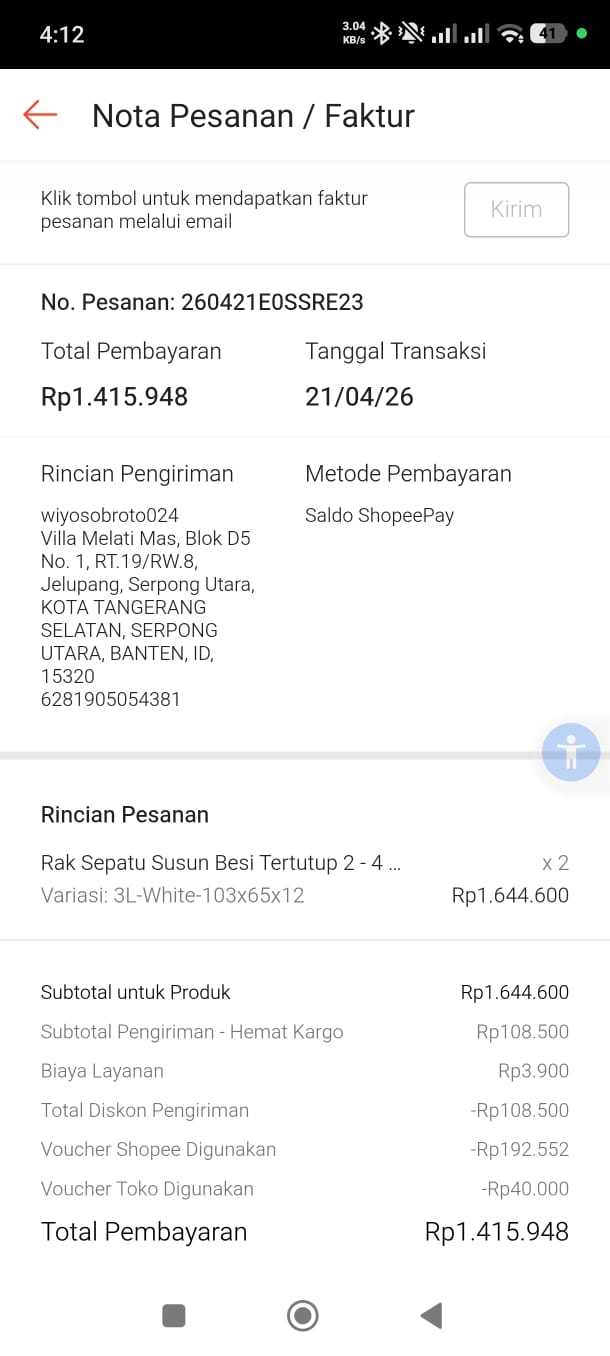 4:12
3.04
KB/s
41
Nota Pesanan / Faktur
Klik tombol untuk mendapatkan faktur
pesanan melalui email
Kirim
No. Pesanan: 260421E0SSRE23
Total Pembayaran
Tanggal Transaksi
Rp1.415.948
21/04/26
Rincian Pengiriman
Metode Pembayaran
wiyosobroto024
Saldo ShopeePay
Villa Melati Mas, Blok D5
No. 1, RT.19/RW.8,
Jelupang, Serpong Utara,
KOTA TANGERANG
SELATAN, SERPONG
UTARA, BANTEN, ID,
15320
6281905054381
Rincian Pesanan
Rak Sepatu Susun Besi Tertutup 2 - 4 ...
x 2
Variasi: 3L-White-103x65x12
Rp1.644.600
Subtotal untuk Produk
Rp1.644.600
Subtotal Pengiriman - Hemat Kargo
Rp108.500
Biaya Layanan
Rp3.900
Total Diskon Pengiriman
-Rp108.500
Voucher Shopee Digunakan
-Rp192.552
Voucher Toko Digunakan
-Rp40.000
Total Pembayaran
Rp1.415.948